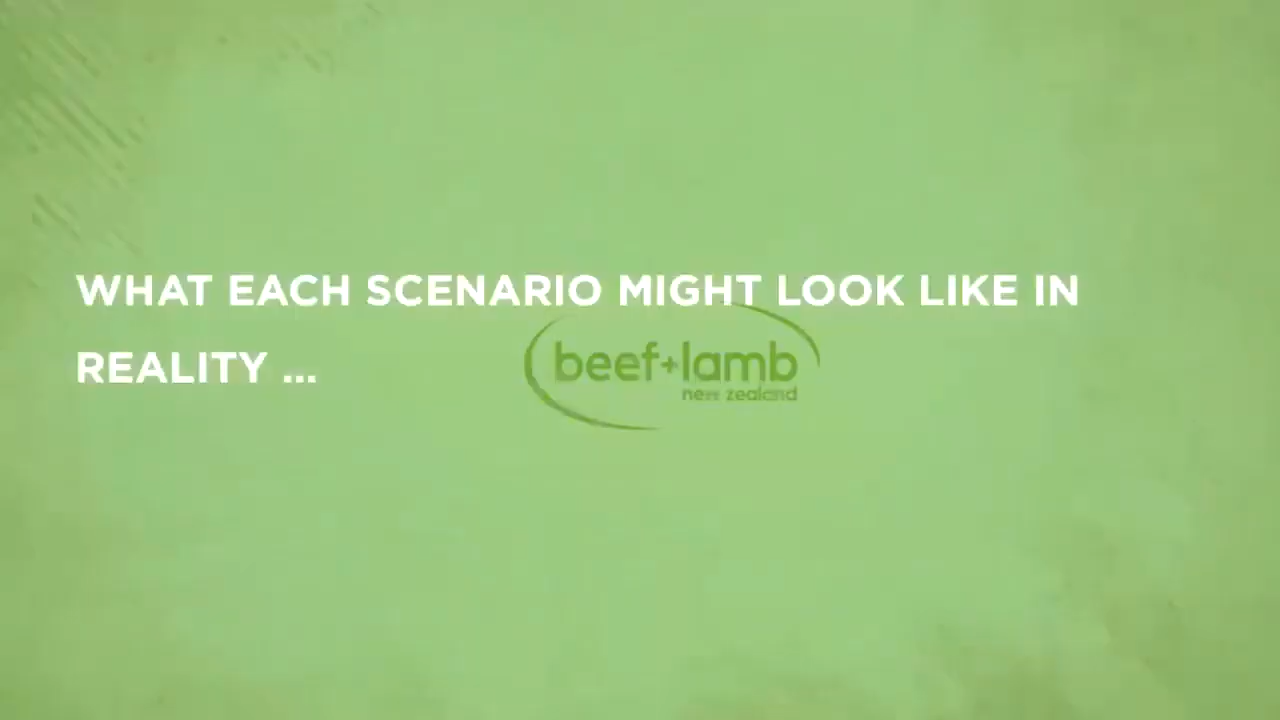 WHAT EACH SCENARIO MIGHT LOOK LIKE IN
REALITY ...
beef+lamb
new zealand